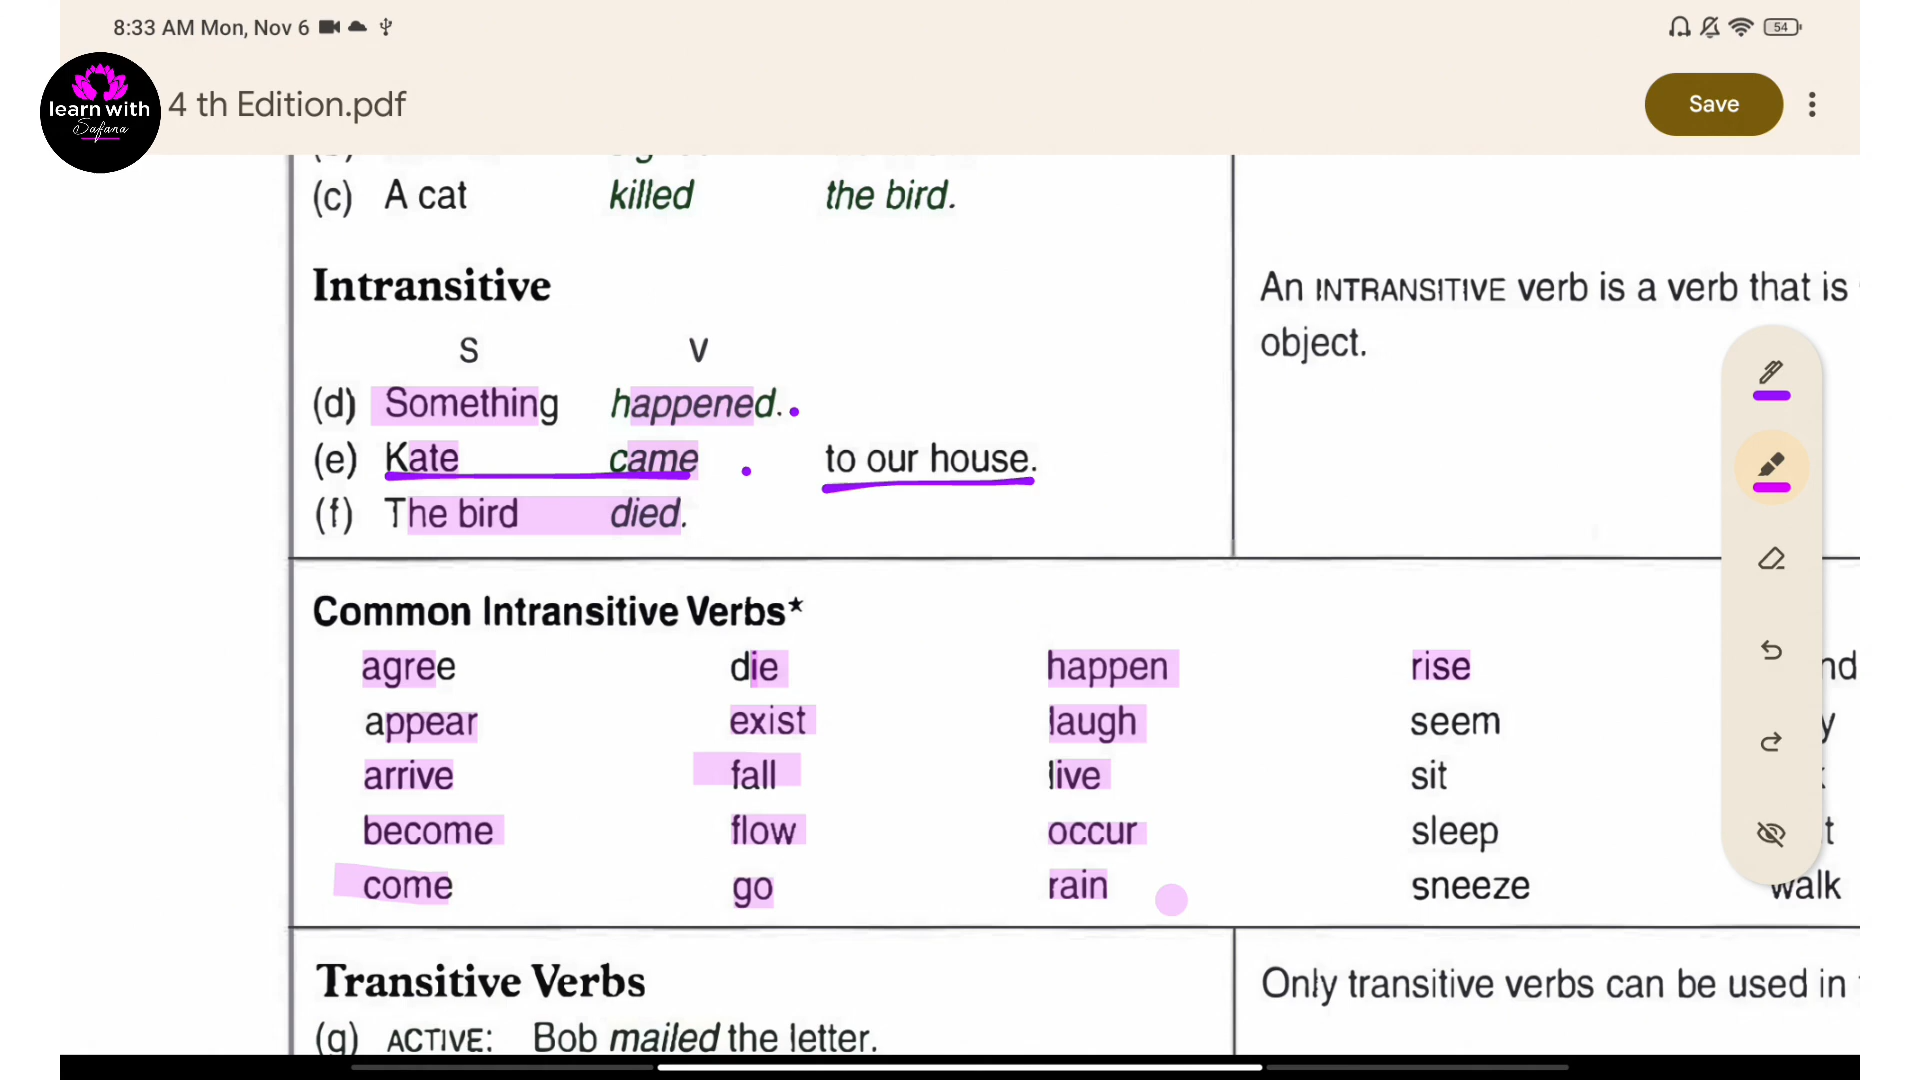 8:33 AM Mon, Nov 6
54
learn with
Safana
4 th Edition.pdf
Save
(c) A cat killed the bird.
Intransitive
An INTRANSITIVE verb is a verb that is
object.
S V
(d) Something happened.
(e) Kate came to our house.
(f) The bird died.
Common Intransitive Verbs*
agree die happen rise
appear exist laugh seem
arrive fall live sit
become flow occur sleep
come go rain sneeze walk
Transitive Verbs
Only transitive verbs can be used in
(g) ACTIVE: Bob mailed the letter.